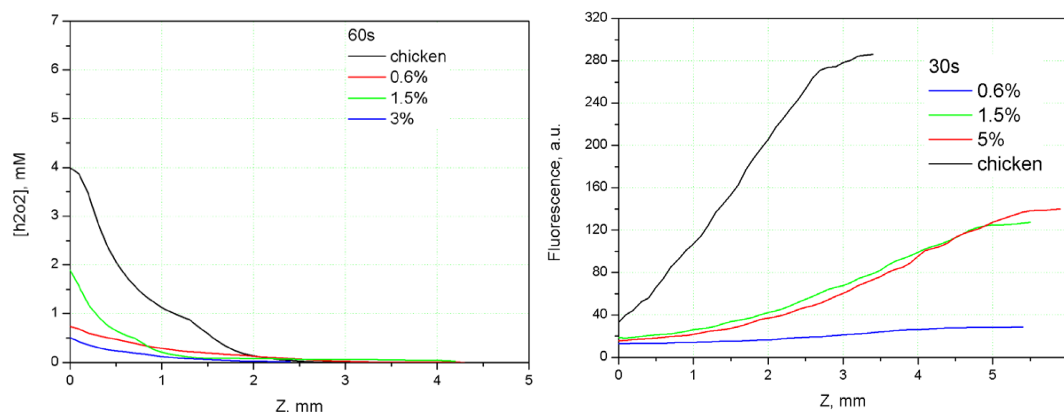 7
6
5
4
3
2
1
0
[h2o2], mM
60s
chicken
0.6%
1.5%
3%
0 1 2 3 4 5
Z, mm
320
280
240
200
160
120
80
40
0
Fluorescence, a.u.
30s
0.6%
1.5%
5%
chicken
0 1 2 3 4 5
Z, mm